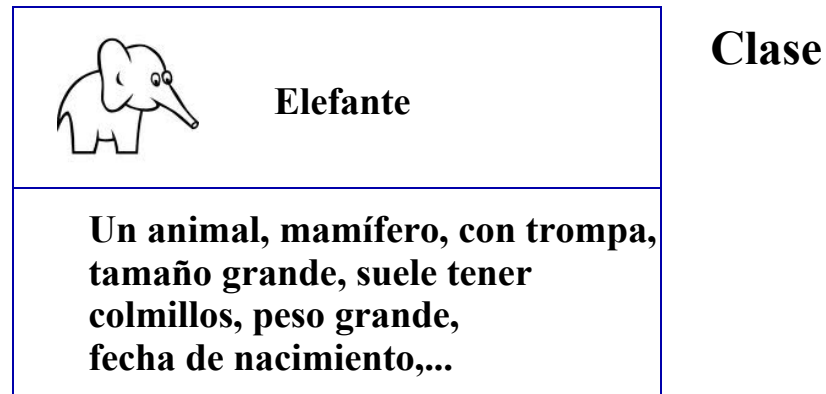 Clase
Elefante
Un animal, mamífero, con trompa,
tamaño grande, suele tener
colmillos, peso grande,
fecha de nacimiento,...